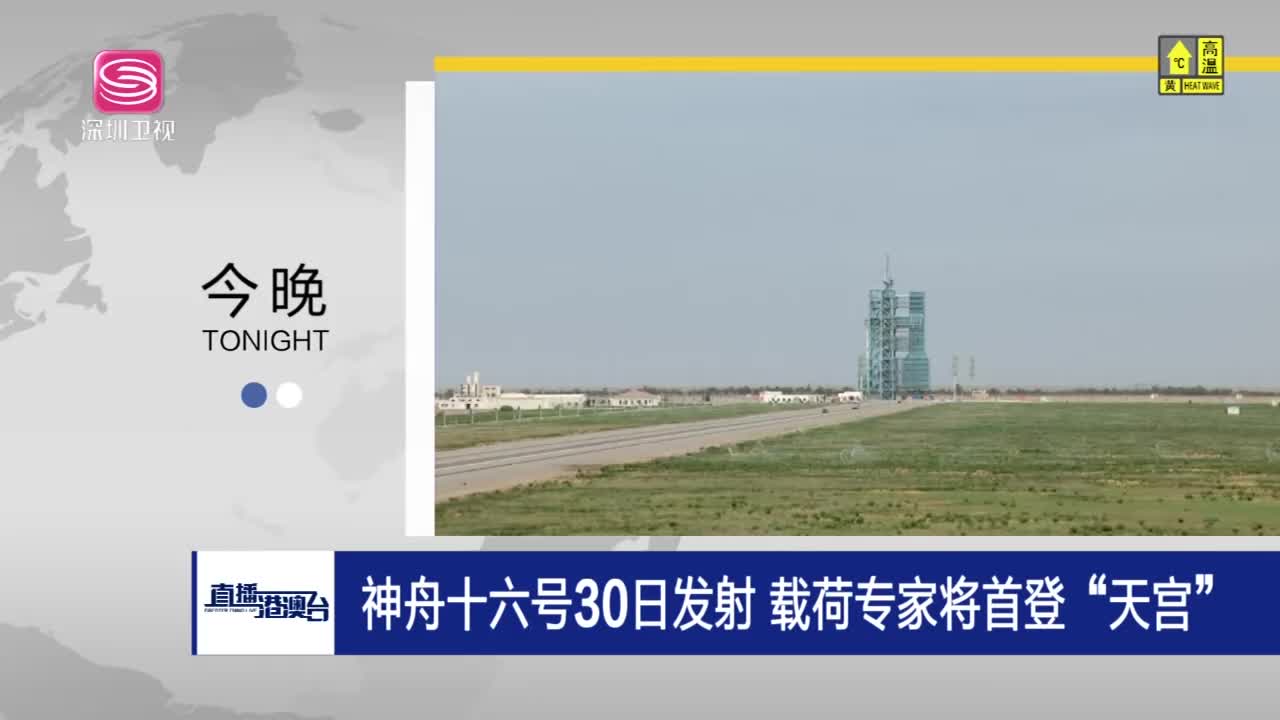 深圳卫视
高温
℃
黄 HEAT WAVE
今晚
TONIGHT
直播港澳台
神舟十六号30日发射 载荷专家将首登“天宫”